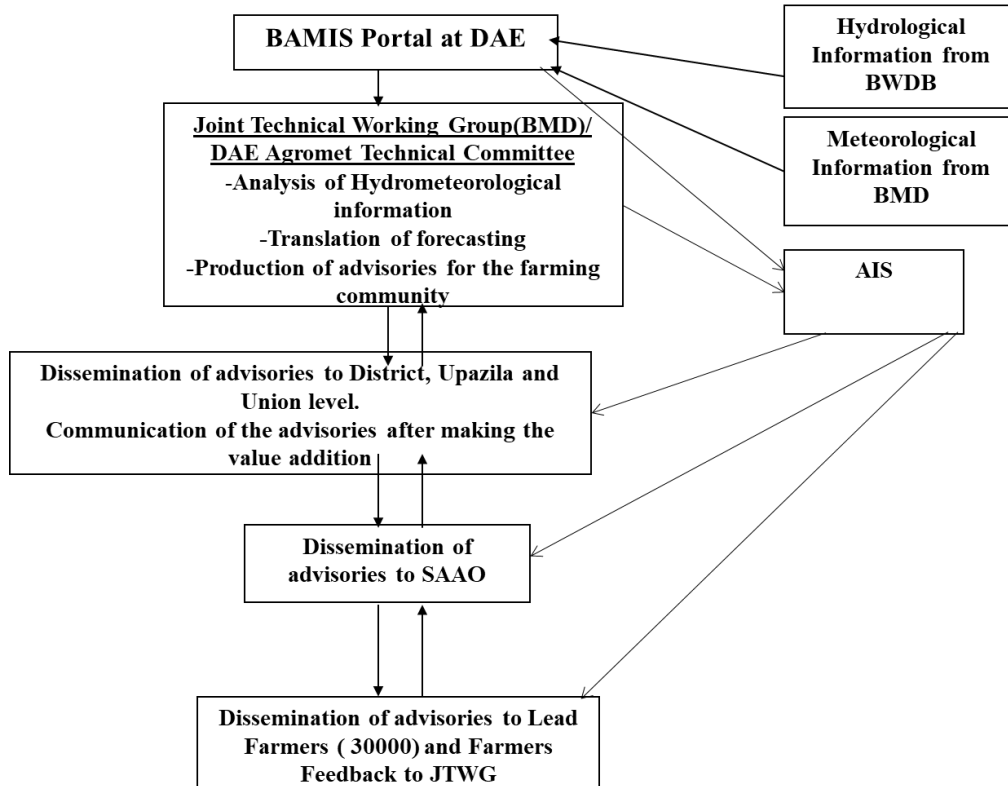 BAMIS Portal at DAE
Hydrological
Information from
BWDB
Meteorological
Information from
BMD
Joint Technical Working Group(BMD)/
DAE Agromet Technical Committee
-Analysis of Hydrometeorological
information
-Translation of forecasting
-Production of advisories for the farming
community
AIS
Dissemination of advisories to District, Upazila and
Union level.
Communication of the advisories after making the
value addition
Dissemination of
advisories to SAAO
Dissemination of advisories to Lead
Farmers ( 30000) and Farmers
Feedback to JTWG